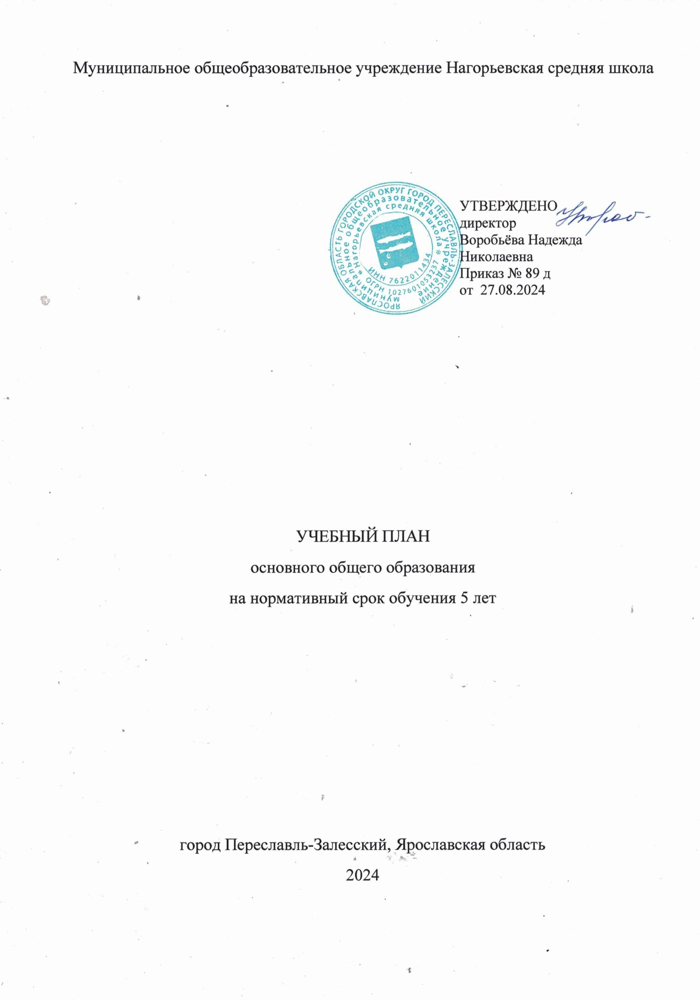 Муниципальное общеобразовательное учреждение Нагорьевская средняя школа
ЯРОСЛАВСКАЯ ОБЛАСТЬ ГОРОДСКОЙ ОКРУГ ГОРОД ПЕРЕСЛАВЛЬ-ЗАЛЕССКИЙ
муниципальное общеобразовательное учреждение
* Нагорьевская средняя школа *
ОГРН 1027601053237
ИНН 7622011434
УТВЕРЖДЕНО
директор
Воробьёва Надежда
Николаевна
Приказ № 89 д
от 27.08.2024
УЧЕБНЫЙ ПЛАН
основного общего образования
на нормативный срок обучения 5 лет
город Переславль-Залесский, Ярославская область
2024